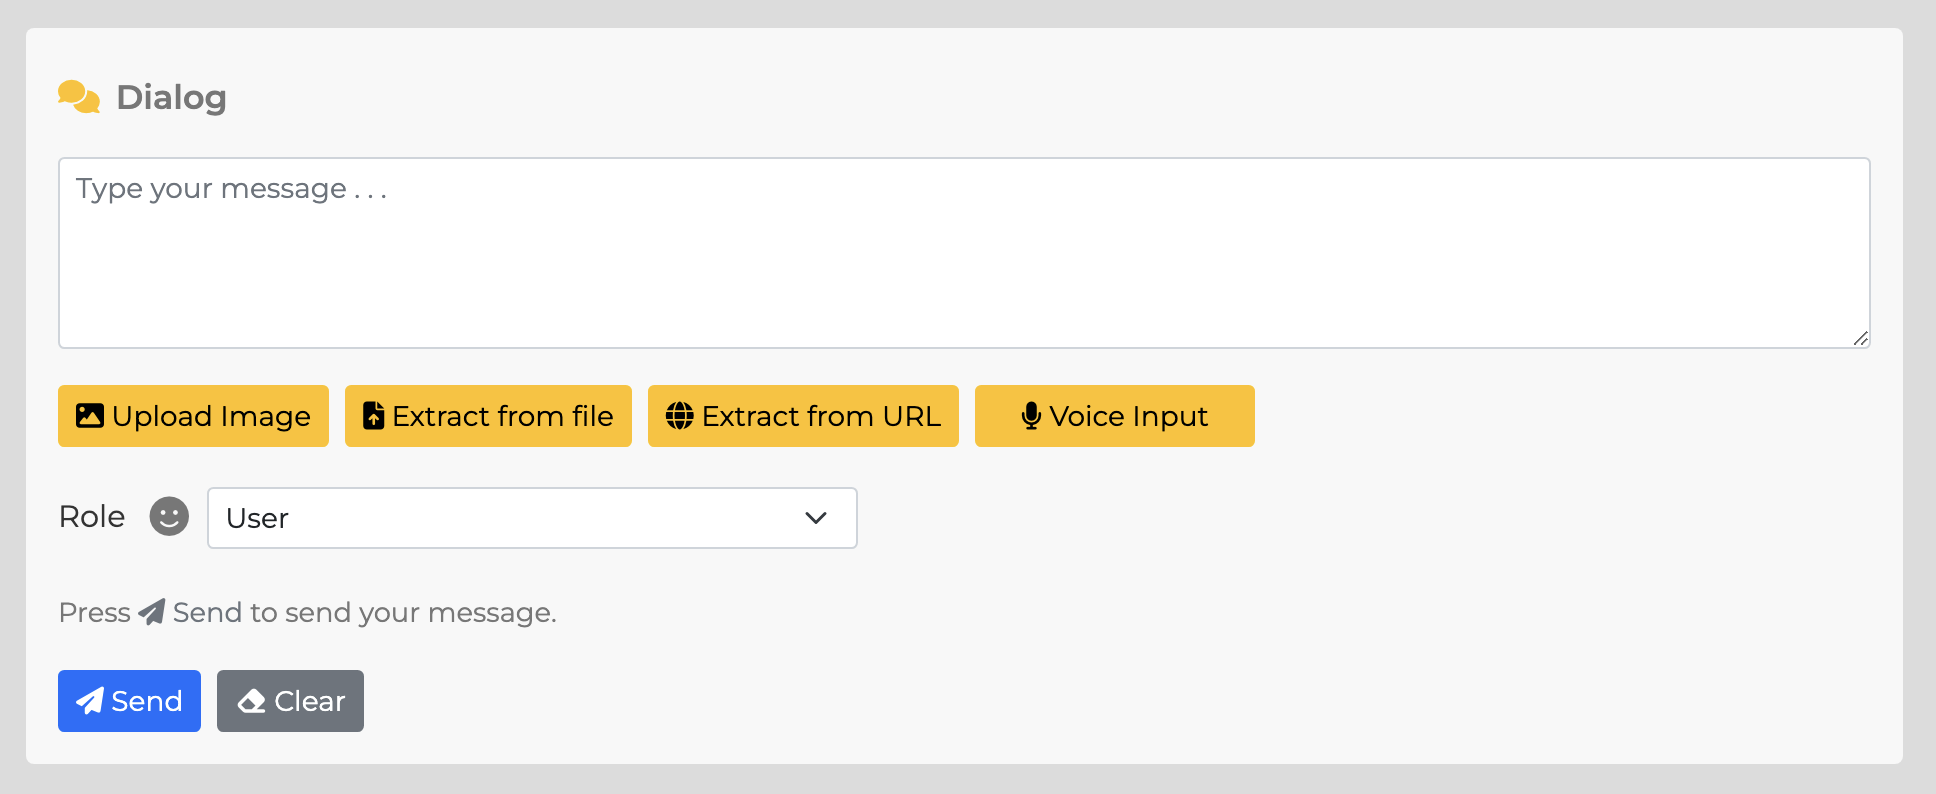 Dialog
Type your message . . .
Upload Image Extract from file Extract from URL Voice Input
Role User
Press Send to send your message.
Send Clear